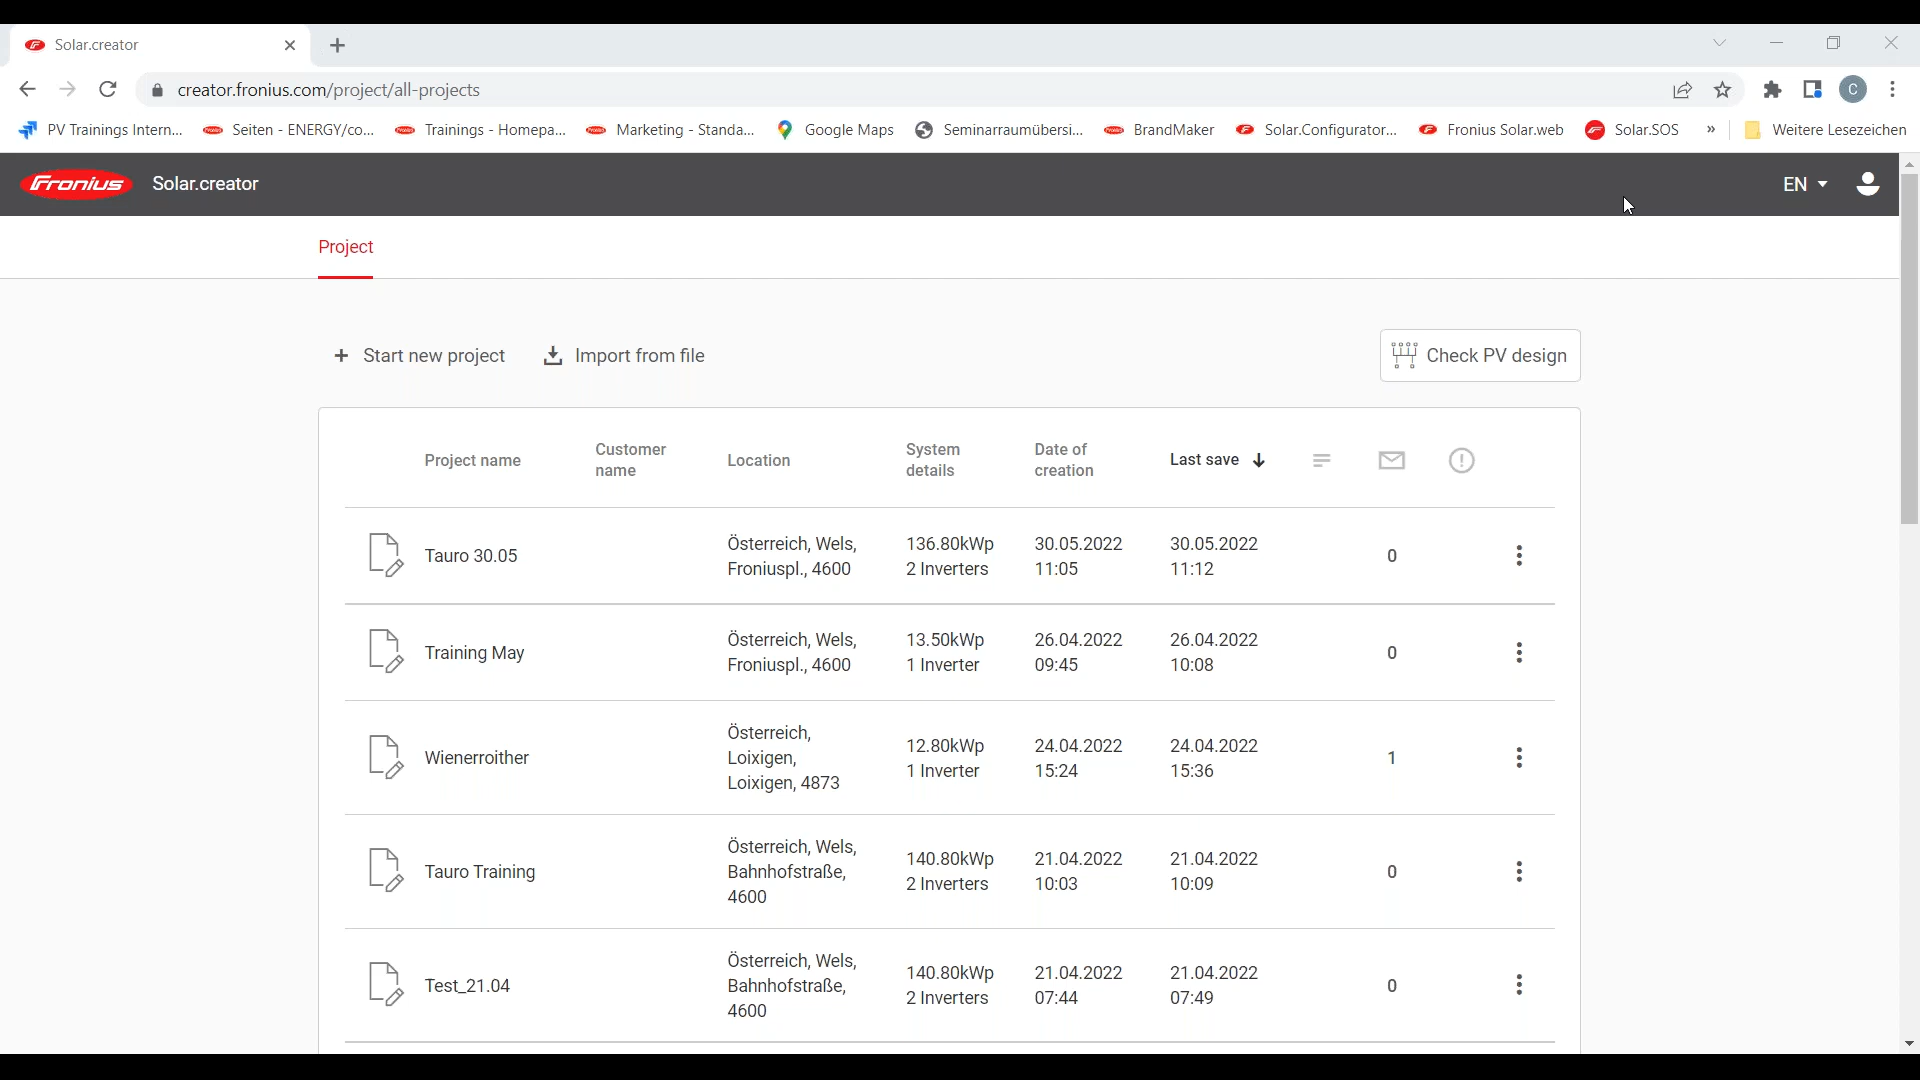 Solar.creator
creator.fronius.com/project/all-projects
PV Trainings Intern... Seiten - ENERGY/co... Trainings - Homepa... Marketing - Standa... Google Maps Seminarraumübersi... BrandMaker Solar.Configurator... Fronius Solar.web Solar.SOS » Weitere Lesezeichen
C
Fronius Solar.creator EN
Project
+ Start new project Import from file Check PV design
Project name Customer name Location System details Date of creation Last save
Tauro 30.05
Österreich, Wels,
Froniuspl., 4600
136.80kWp
2 Inverters
30.05.2022
11:05
30.05.2022
11:12
0
Training May
Österreich, Wels,
Froniuspl., 4600
13.50kWp
1 Inverter
26.04.2022
09:45
26.04.2022
10:08
0
Wienerroither
Österreich,
Loixigen,
Loixigen, 4873
12.80kWp
1 Inverter
24.04.2022
15:24
24.04.2022
15:36
1
Tauro Training
Österreich, Wels,
Bahnhofstraße,
4600
140.80kWp
2 Inverters
21.04.2022
10:03
21.04.2022
10:09
0
Test_21.04
Österreich, Wels,
Bahnhofstraße,
4600
140.80kWp
2 Inverters
21.04.2022
07:44
21.04.2022
07:49
0